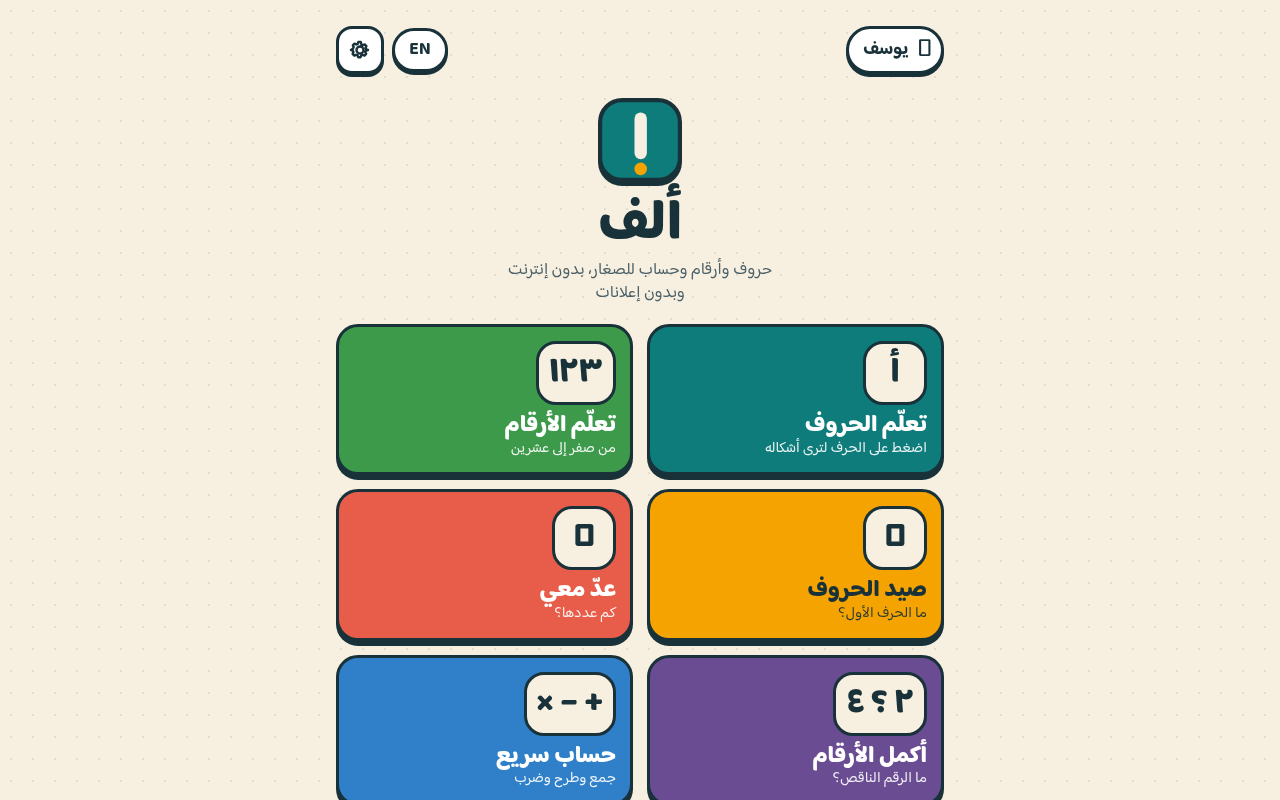 يوسف
EN
ألف
حروف وأرقام وحساب للصغار، بدون إنترنت
وبدون إعلانات
أ
تعلّم الحروف
اضغط على الحرف لترى أشكاله
١٢٣
تعلّم الأرقام
من صفر إلى عشرين
صيد الحروف
ما الحرف الأول؟
عدّ معي
كم عددها؟
٢ ؟ ٤
أكمل الأرقام
ما الرقم الناقص؟
+ − ×
حساب سريع
جمع وطرح وضرب